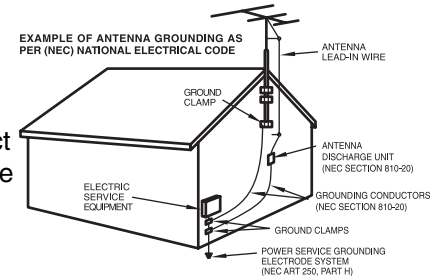 EXAMPLE OF ANTENNA GROUNDING AS
PER (NEC) NATIONAL ELECTRICAL CODE
ANTENNA
LEAD-IN WIRE
GROUND
CLAMP
ct
e
ANTENNA
DISCHARGE UNIT
(NEC SECTION 810-20)
ELECTRIC
SERVICE
EQUIPMENT
GROUNDING CONDUCTORS
(NEC SECTION 810-20)
GROUND CLAMPS
POWER SERVICE GROUNDING
ELECTRODE SYSTEM
(NEC ART 250, PART H)